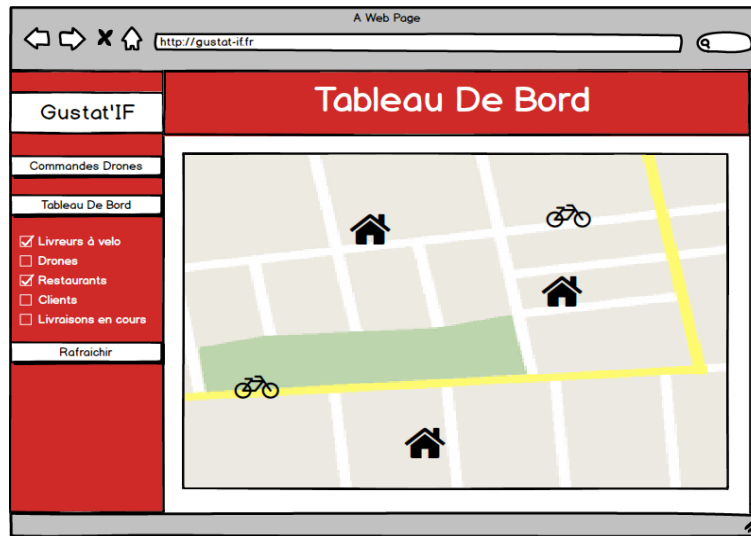 A Web Page
http://gustat-if.fr
Gustat'IF
Tableau De Bord
Commandes Drones
Tableau De Bord
Livreurs à velo
Drones
Restaurants
Clients
Livraisons en cours
Rafraichir